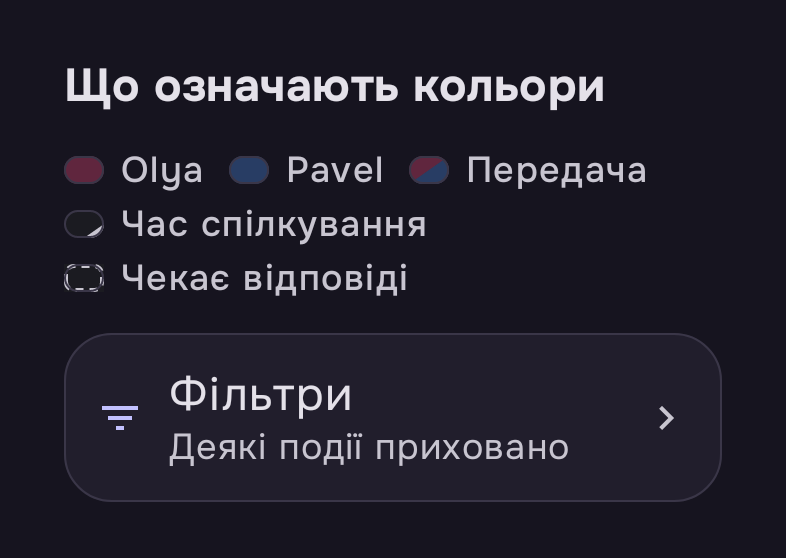 Що означають кольори
Olya Pavel Передача
Час спілкування
Чекає відповіді
Фільтри
Деякі події приховано